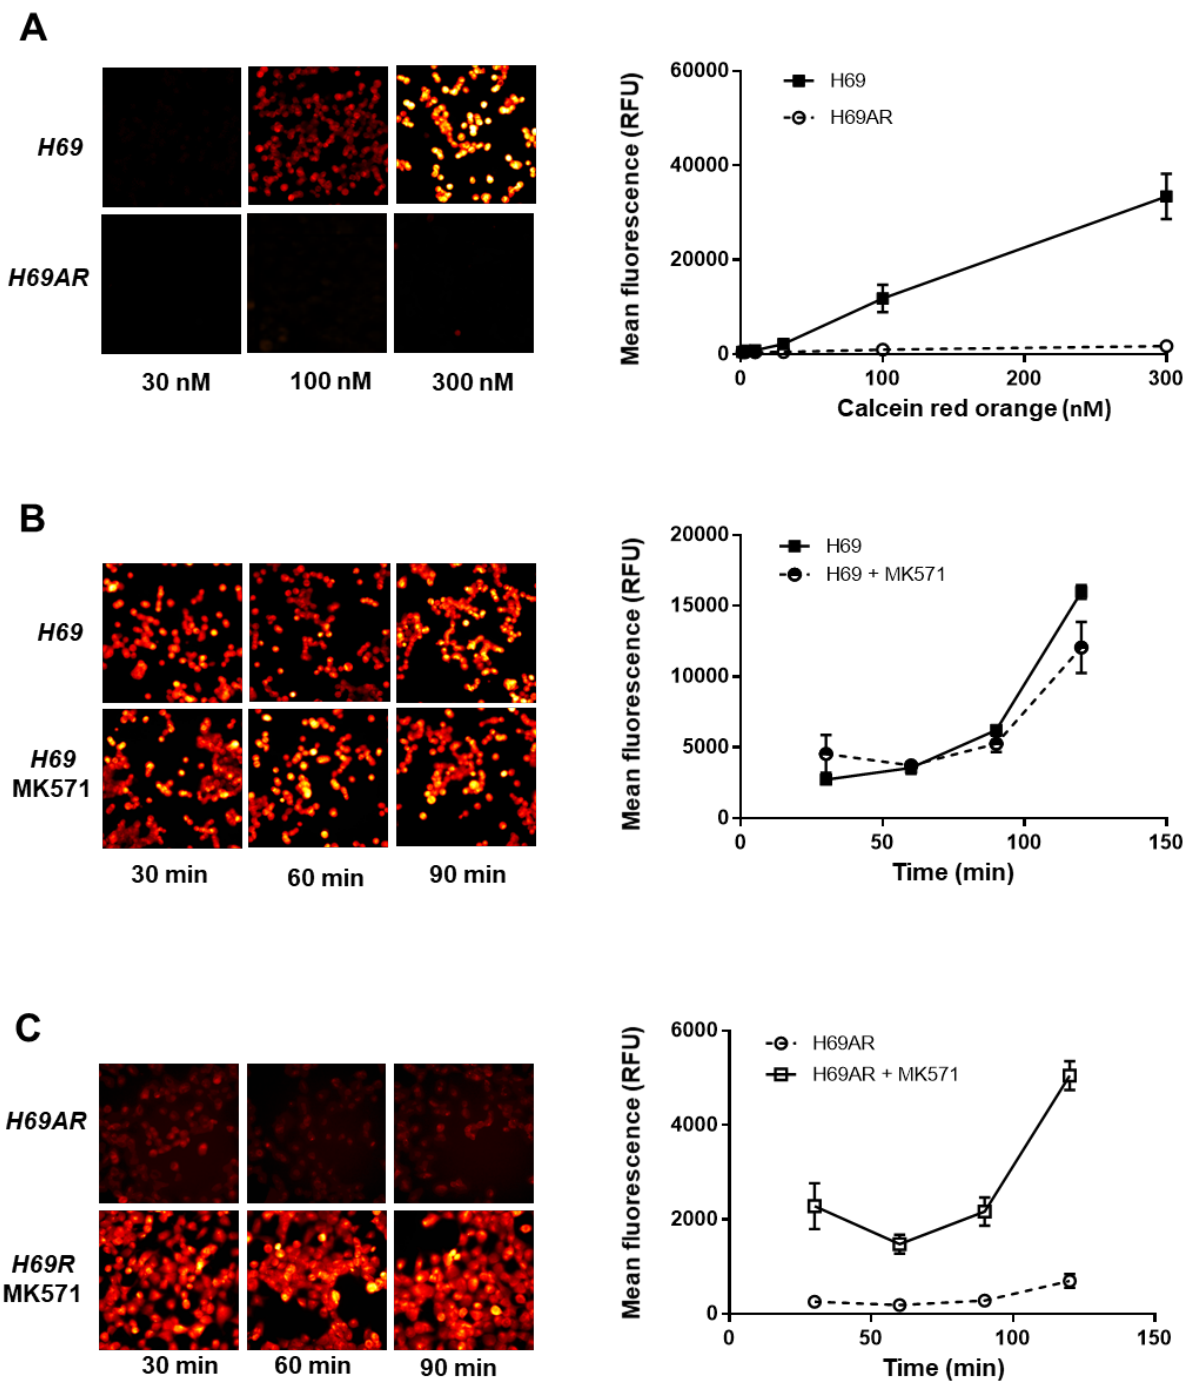 A
H69
H69AR
30 nM
100 nM
300 nM
Mean fluorescence (RFU)
60000
40000
20000
0
H69
H69AR
0
100
200
300
Calcein red orange (nM)
B
H69
H69
MK571
30 min
60 min
90 min
Mean fluorescence (RFU)
20000
15000
10000
5000
0
H69
H69 + MK571
0
50
100
150
Time (min)
C
H69AR
H69R
MK571
30 min
60 min
90 min
Mean fluorescence (RFU)
6000
4000
2000
0
H69AR
H69AR + MK571
0
50
100
150
Time (min)